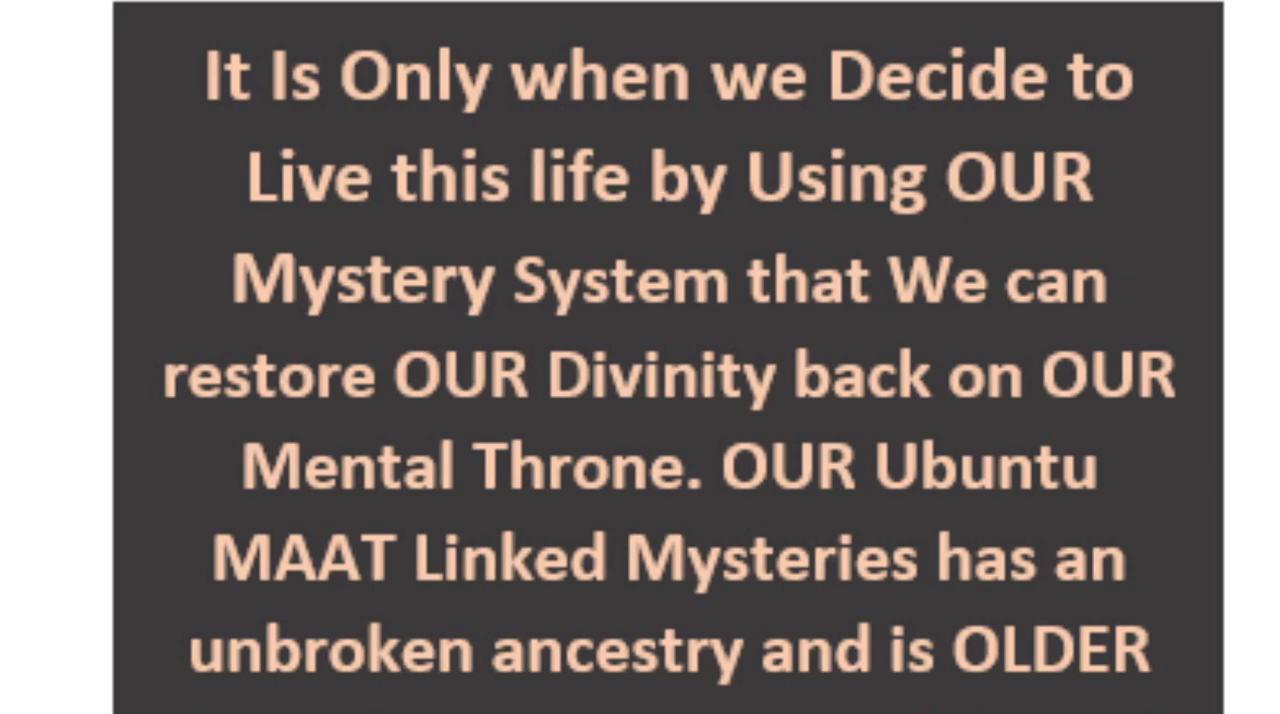 It Is Only when we Decide to
Live this life by Using OUR
Mystery System that We can
restore OUR Divinity back on OUR
Mental Throne. OUR Ubuntu
MAAT Linked Mysteries has an
unbroken ancestry and is OLDER